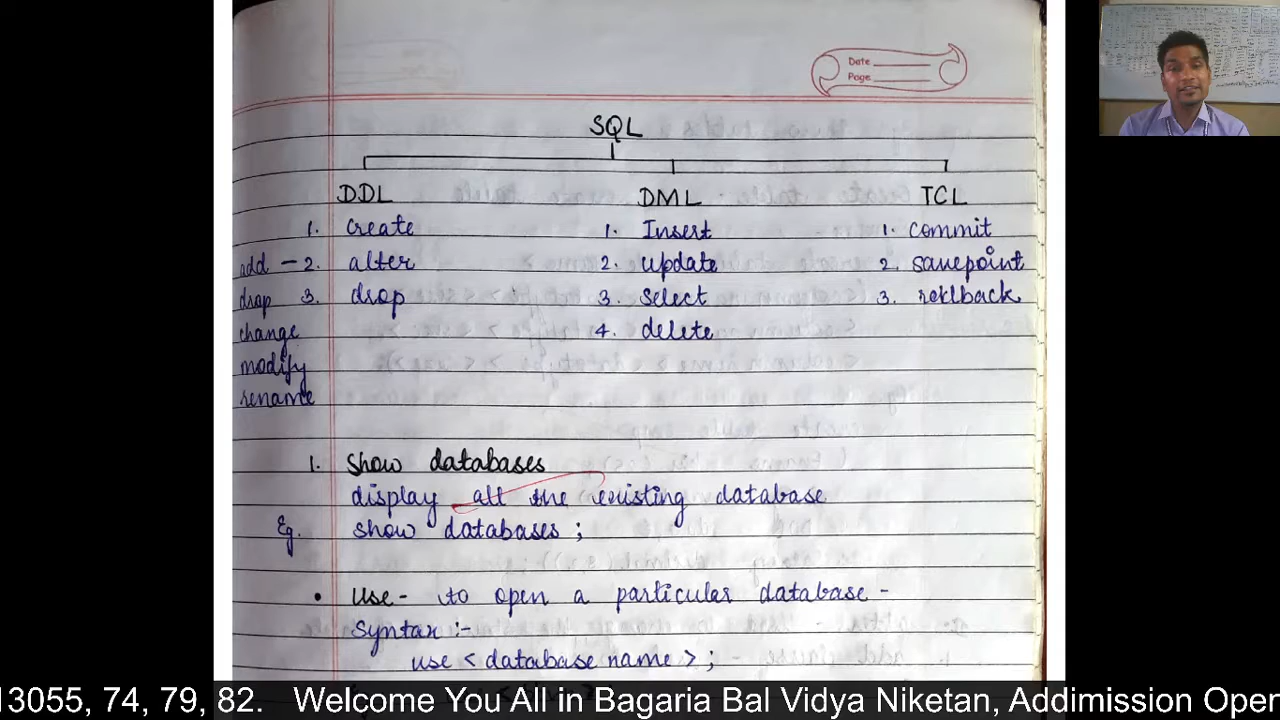 Date
Page
SQL
DDL DML TCL
1. create 1. Insert 1. commit
add - 2. alter 2. update 2. savepoint
drop 3. drop 3. select 3. rollback
change 4. delete
modify
rename
1. show databases
display all the existing database
Eg. show databases ;
• Use - to open a particular database -
Syntax :-
use < database name > ;
13055, 74, 79, 82. Welcome You All in Bagaria Bal Vidya Niketan, Addimission Oper